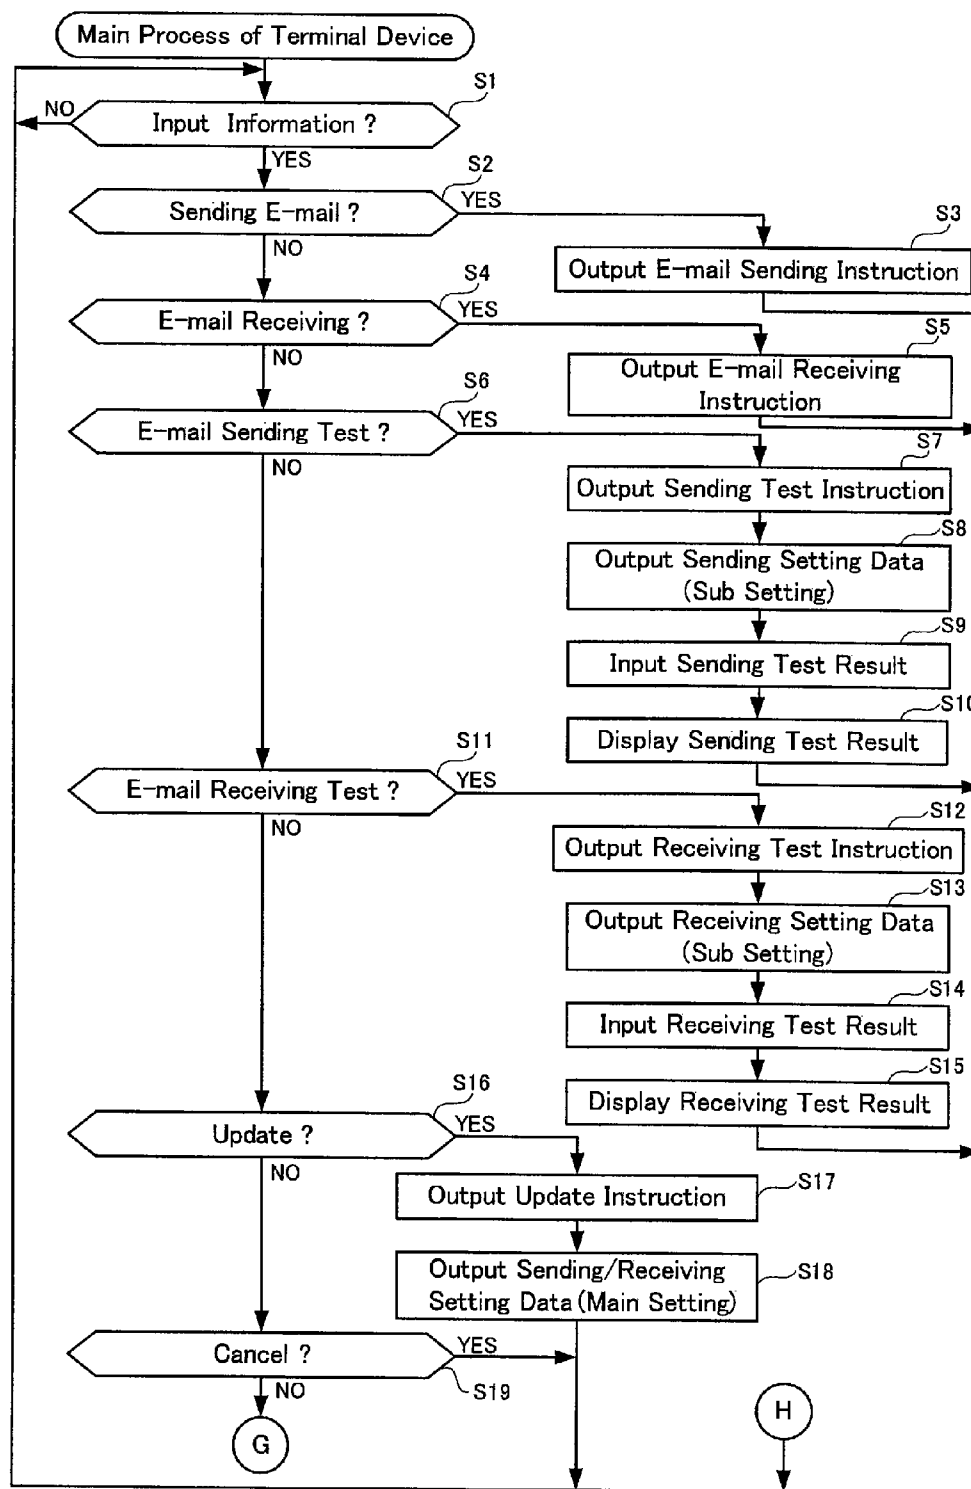 Main Process of Terminal Device
S1
NO
Input Information ?
YES
S2
YES
Sending E-mail ?
NO
S3
Output E-mail Sending Instruction
S4
YES
E-mail Receiving ?
NO
S5
Output E-mail Receiving
Instruction
S6
YES
E-mail Sending Test ?
NO
S7
Output Sending Test Instruction
S8
Output Sending Setting Data
(Sub Setting)
S9
Input Sending Test Result
S10
Display Sending Test Result
S11
YES
E-mail Receiving Test ?
NO
S12
Output Receiving Test Instruction
S13
Output Receiving Setting Data
(Sub Setting)
S14
Input Receiving Test Result
S15
Display Receiving Test Result
S16
YES
Update ?
NO
S17
Output Update Instruction
S18
Output Sending/Receiving
Setting Data (Main Setting)
YES
Cancel ?
S19
NO
G
H